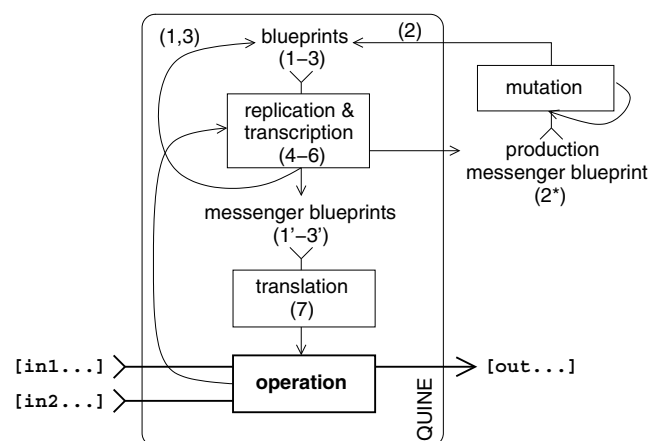 (1,3)
blueprints
(1−3)
(2)
mutation
replication &
transcription
(4−6)
production
messenger blueprint
(2*)
messenger blueprints
(1'−3')
translation
(7)
[in1...]
operation
[out...]
[in2...]
QUINE